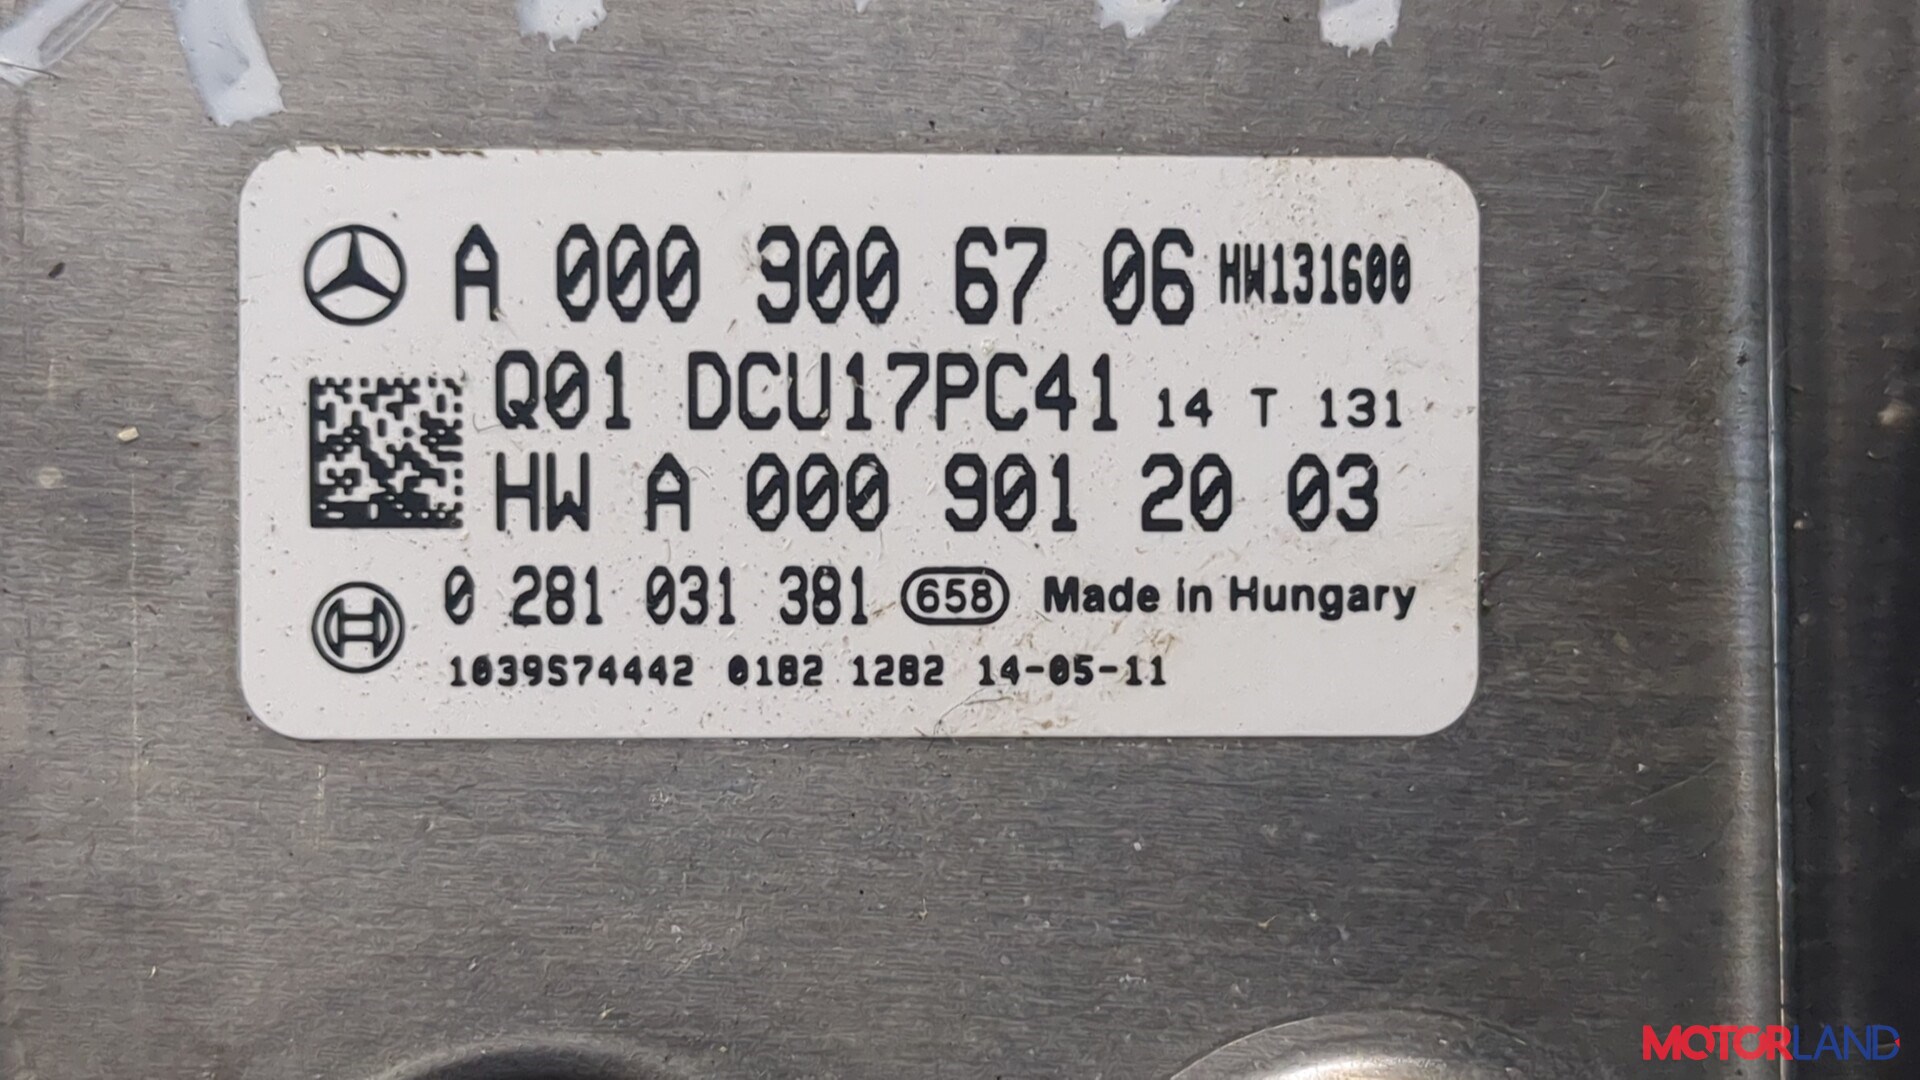 A 000 900 67 06 HW131600
Q01 DCU17PC41 14 T 131
HW A 000 901 20 03
0 281 031 381 658 Made in Hungary
1039S74442 0182 1282 14-05-11
MOTORLAND